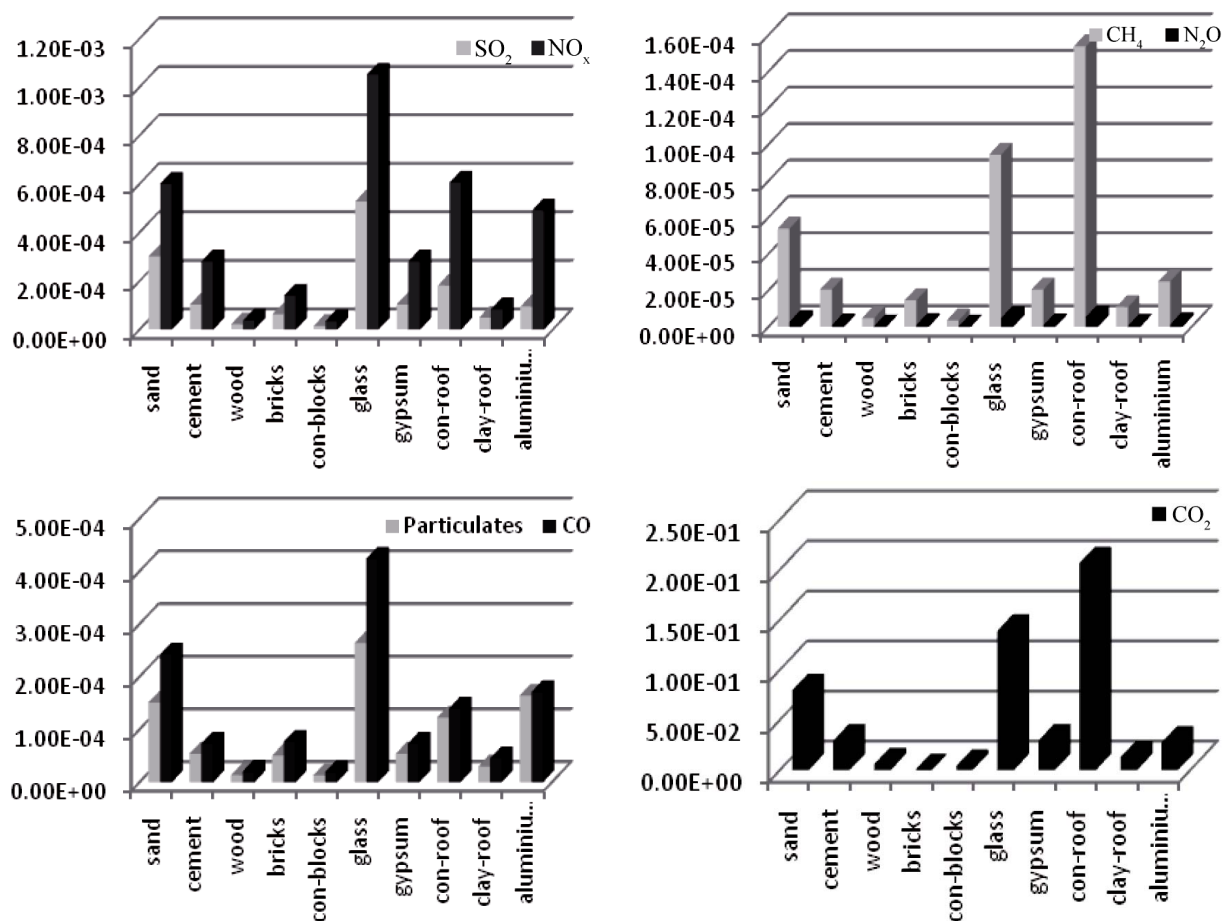 SO2 NOx
1.20E-03
1.00E-03
8.00E-04
6.00E-04
4.00E-04
2.00E-04
0.00E+00
sand
cement
wood
bricks
con-blocks
glass
gypsum
con-roof
clay-roof
aluminiu...
CH4 N2O
1.60E-04
1.40E-04
1.20E-04
1.00E-04
8.00E-05
6.00E-05
4.00E-05
2.00E-05
0.00E+00
sand
cement
wood
bricks
con-blocks
glass
gypsum
con-roof
clay-roof
aluminium
Particulates CO
5.00E-04
4.00E-04
3.00E-04
2.00E-04
1.00E-04
0.00E+00
sand
cement
wood
bricks
con-blocks
glass
gypsum
con-roof
clay-roof
aluminiu...
CO2
2.50E-01
2.00E-01
1.50E-01
1.00E-01
5.00E-02
0.00E+00
sand
cement
wood
bricks
con-blocks
glass
gypsum
con-roof
clay-roof
aluminiu...